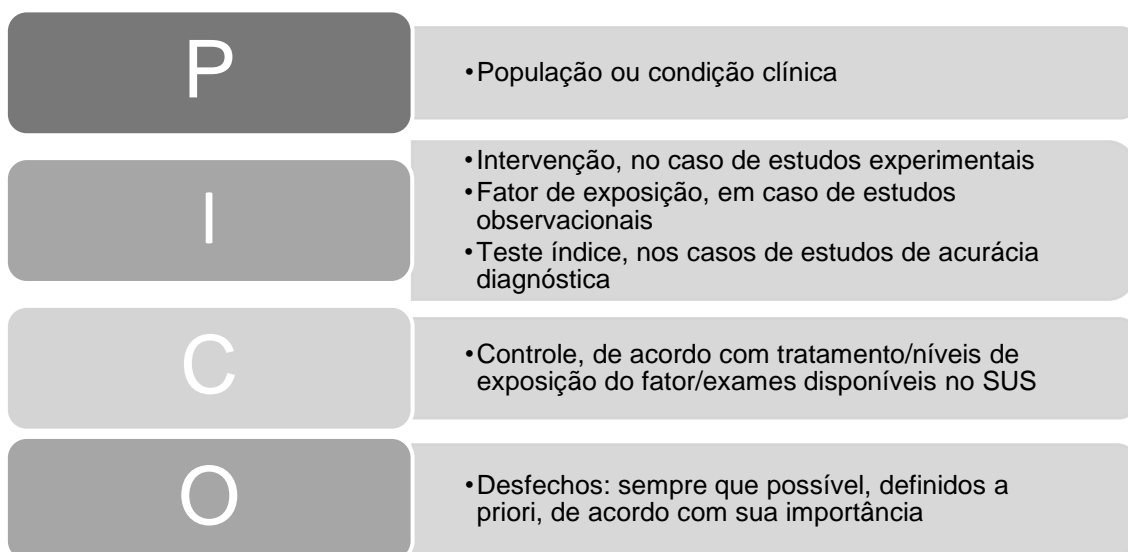 P
•População ou condição clínica
I
•Intervenção, no caso de estudos experimentais
•Fator de exposição, em caso de estudos
observacionais
•Teste índice, nos casos de estudos de acurácia
diagnóstica
C
•Controle, de acordo com tratamento/níveis de
exposição do fator/exames disponíveis no SUS
O
•Desfechos: sempre que possível, definidos a
priori, de acordo com sua importância